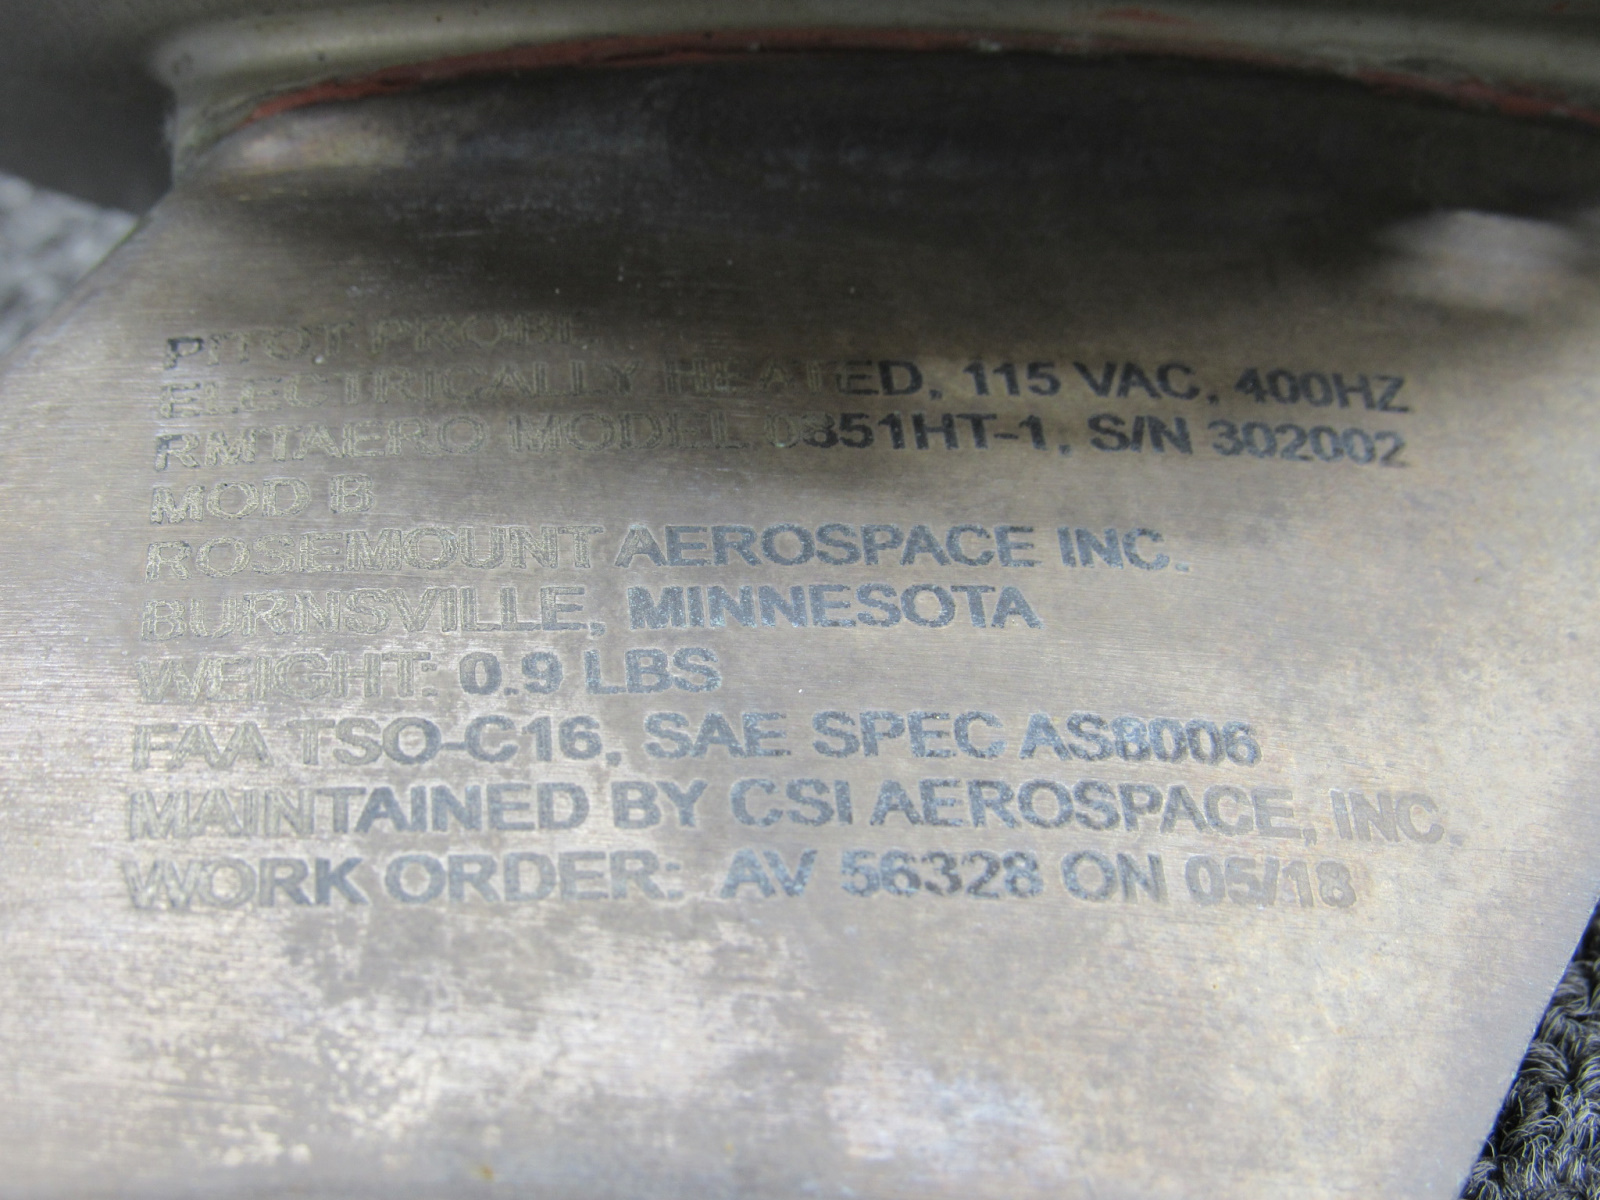 PITOT PROBE
ELECTRICALLY HEATED, 115 VAC, 400HZ
RMTAERO MODEL 0851HT-1, S/N 302002
MOD B
ROSEMOUNT AEROSPACE INC.
BURNSVILLE, MINNESOTA
WEIGHT: 0.9 LBS
FAA TSO-C16, SAE SPEC AS8006
MAINTAINED BY CSI AEROSPACE, INC.
WORK ORDER: AV 56328 ON 05/18